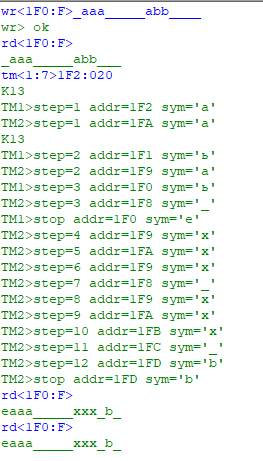 wr<1F0:F>_aaa_____abb____
wr> ok
rd<1F0:F>
_aaa_____abb___
tm<1:7>1F2:020
K13
TM1>step=1 addr=1F2 sym='a'
TM2>step=1 addr=1FA sym='a'
K13
TM1>step=2 addr=1F1 sym='ь'
TM2>step=2 addr=1F9 sym='a'
TM1>step=3 addr=1F0 sym='ь'
TM2>step=3 addr=1F8 sym='_'
TM1>stop addr=1F0 sym='e'
TM2>step=4 addr=1F9 sym='x'
TM2>step=5 addr=1FA sym='x'
TM2>step=6 addr=1F9 sym='x'
TM2>step=7 addr=1F8 sym='_'
TM2>step=8 addr=1F9 sym='x'
TM2>step=9 addr=1FA sym='x'
TM2>step=10 addr=1FB sym='x'
TM2>step=11 addr=1FC sym='_'
TM2>step=12 addr=1FD sym='b'
TM2>stop addr=1FD sym='b'
rd<1F0:F>
eaaa_____xxx_b_
rd<1F0:F>
eaaa_____xxx_b_